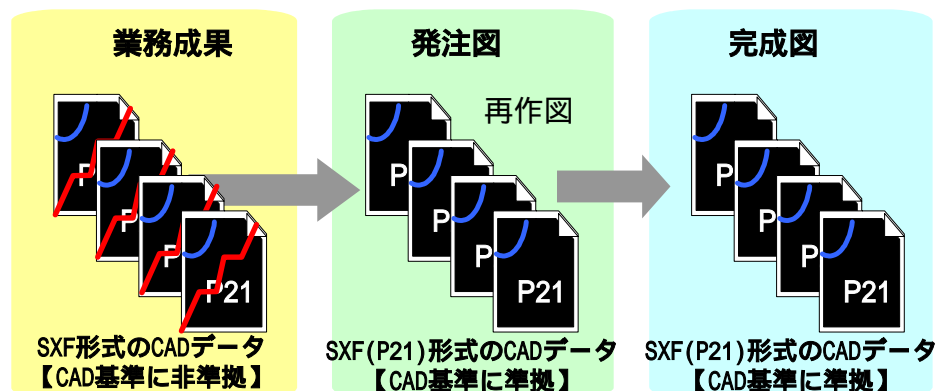 業務成果
発注図
完成図
再作図
P
P
P
P21
P
P
P
P21
P
P
P
P21
SXF形式のCADデータ
【CAD基準に非準拠】
SXF(P21)形式のCADデータ
【CAD基準に準拠】
SXF(P21)形式のCADデータ
【CAD基準に準拠】